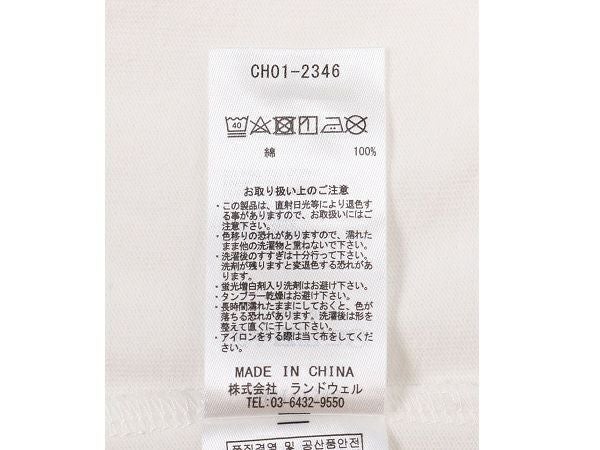 CH01-2346
40
綿 100%
お取り扱い上のご注意
・この製品は、直射日光等により退色す
る事がありますので、お取扱いにはご
注意下さい。
・色移りの恐れがありますので、濡れた
まま他の洗濯物と重ねないで下さい。
・洗濯後のすすぎは十分行って下さい。
洗剤が残りますと変退色する恐れがあ
ります。
・蛍光増白剤入り洗剤はお避け下さい。
・タンブラー乾燥はお避け下さい。
・長時間濡れたままにしておくと、色が
落ちる恐れがあります。洗濯後は形を
整えて直ぐに干して下さい。
・アイロンをする際は当て布をしてくだ
さい。
MADE IN CHINA
株式会社 ランドウェル
TEL:03-6432-9550
품질경영 및 공산품안전